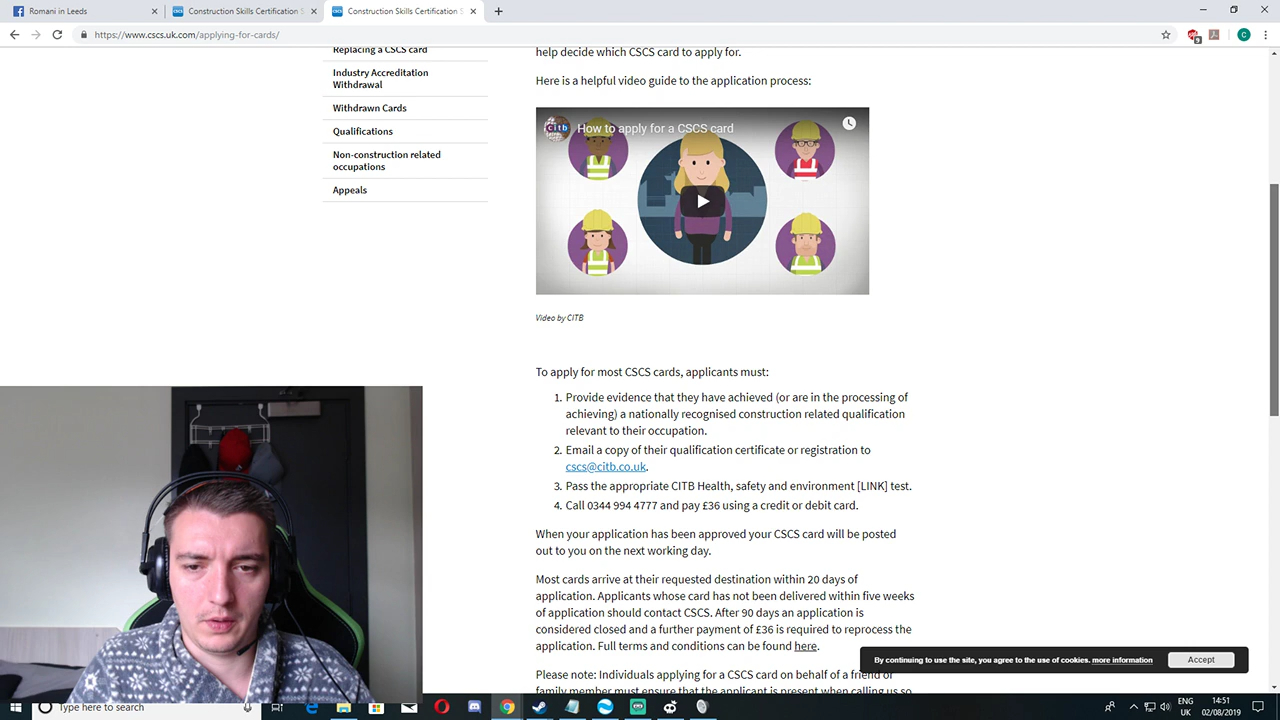 Romani in Leeds
Construction Skills Certification S
Construction Skills Certification S
https://www.cscs.uk.com/applying-for-cards/
Replacing a CSCS card
Industry Accreditation
Withdrawal
Withdrawn Cards
Qualifications
Non-construction related
occupations
Appeals
help decide which CSCS card to apply for.
Here is a helpful video guide to the application process:
citb
How to apply for a CSCS card
Video by CITB
To apply for most CSCS cards, applicants must:
1. Provide evidence that they have achieved (or are in the processing of
achieving) a nationally recognised construction related qualification
relevant to their occupation.
2. Email a copy of their qualification certificate or registration to
cscs@citb.co.uk.
3. Pass the appropriate CITB Health, safety and environment [LINK] test.
4. Call 0344 994 4777 and pay £36 using a credit or debit card.
When your application has been approved your CSCS card will be posted
out to you on the next working day.
Most cards arrive at their requested destination within 20 days of
application. Applicants whose card has not been delivered within five weeks
of application should contact CSCS. After 90 days an application is
considered closed and a further payment of £36 is required to reprocess the
application. Full terms and conditions can be found here.
Please note: Individuals applying for a CSCS card on behalf of a friend or
family member must ensure that the applicant is present when calling us so
By continuing to use the site, you agree to the use of cookies. more information
Accept
Type here to search
ENG
UK
14:51
02/08/2019